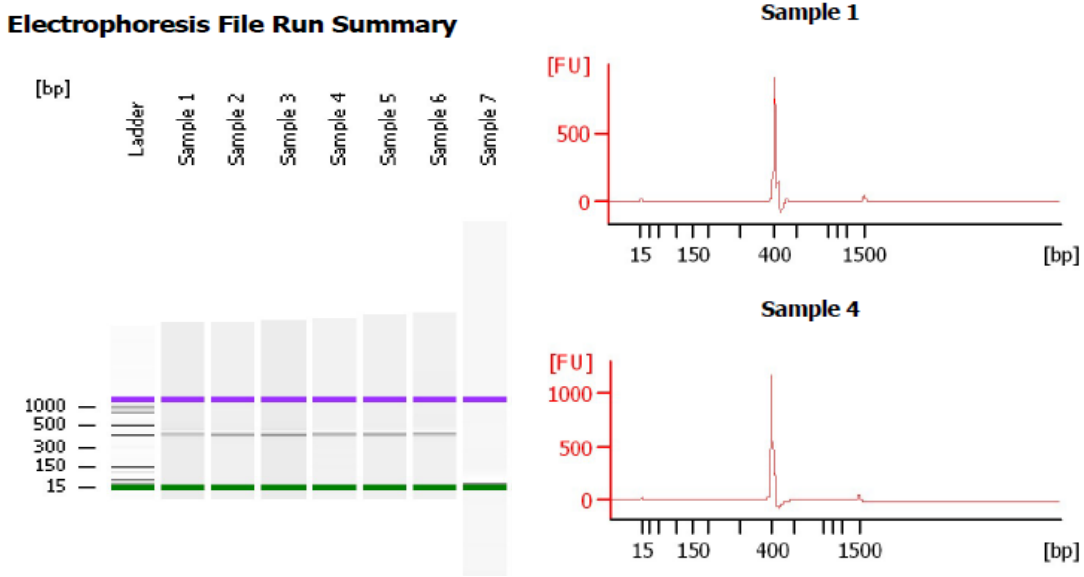 Electrophoresis File Run Summary
[bp]
Ladder
Sample 1
Sample 2
Sample 3
Sample 4
Sample 5
Sample 6
Sample 7
1000
500
300
150
15
Sample 1
[FU]
500
0
15 150 400 1500 [bp]
Sample 4
[FU]
1000
500
0
15 150 400 1500 [bp]